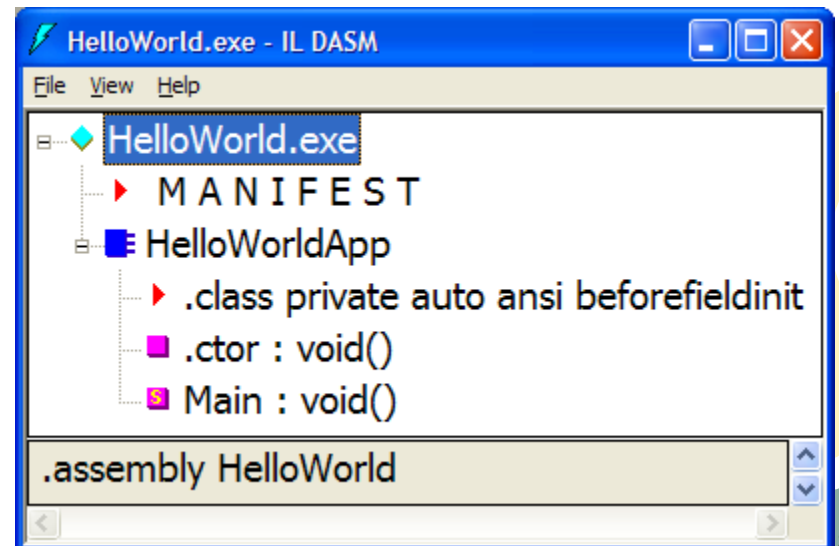 HelloWorld.exe - IL DASM
File View Help
HelloWorld.exe
M A N I F E S T
HelloWorldApp
.class private auto ansi beforefieldinit
.ctor : void()
S Main : void()
.assembly HelloWorld